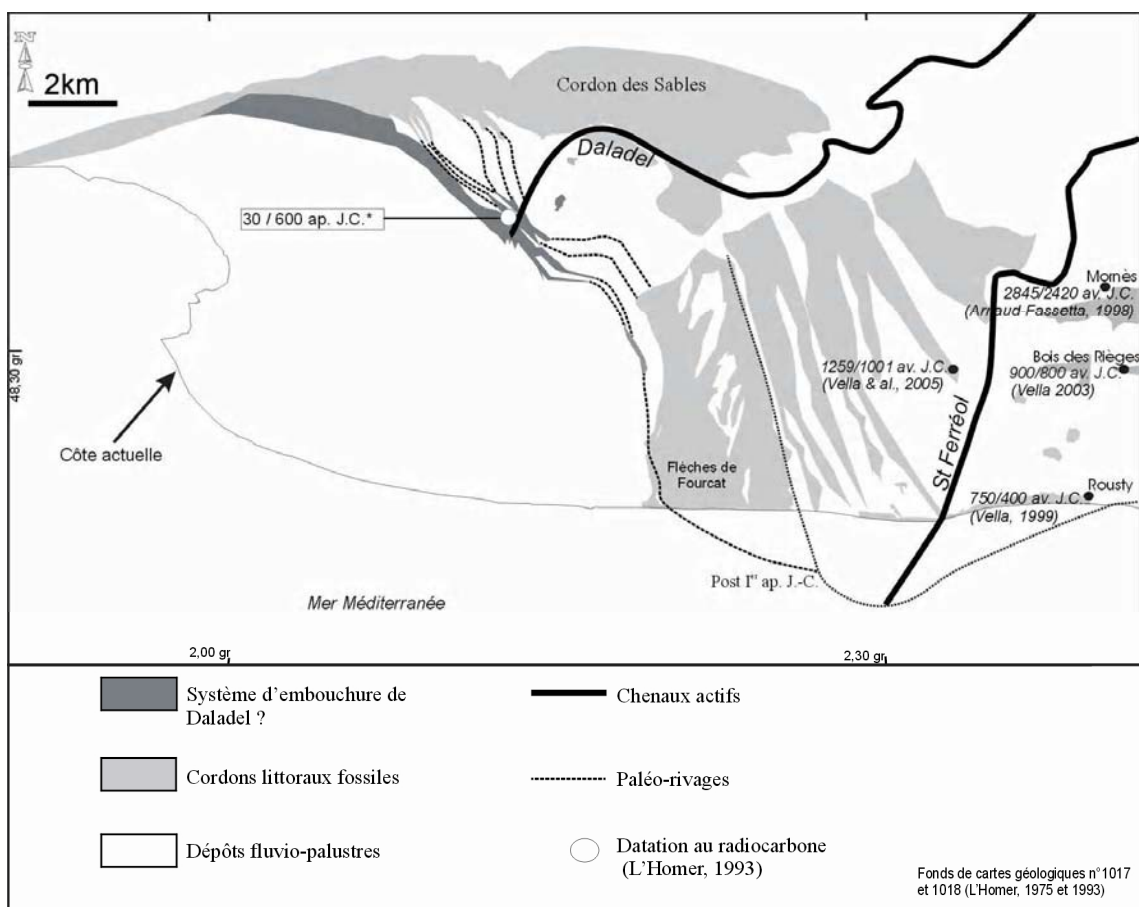 N
2km
Cordon des Sables
Daladel
30 / 600 ap. J.C.*
Mornès
2845/2420 av. J.C.
(Arnaud-Fassetta, 1998)
Bois des Rièges
900/800 av. J.C.
(Vella 2003)
1259/1001 av. J.C.
(Vella & al., 2005)
48,30 gr
St Ferréol
Côte actuelle
Flèches de
Fourcat
Rousty
750/400 av. J.C.
(Vella, 1999)
Post Ier ap. J.-C.
Mer Méditerranée
2,00 gr
2,30 gr
Système d'embouchure de
Daladel ?
Chenaux actifs
Cordons littoraux fossiles
Paléo-rivages
Dépôts fluvio-palustres
Datation au radiocarbone
(L'Homer, 1993)
Fonds de cartes géologiques n°1017
et 1018 (L'Homer, 1975 et 1993)